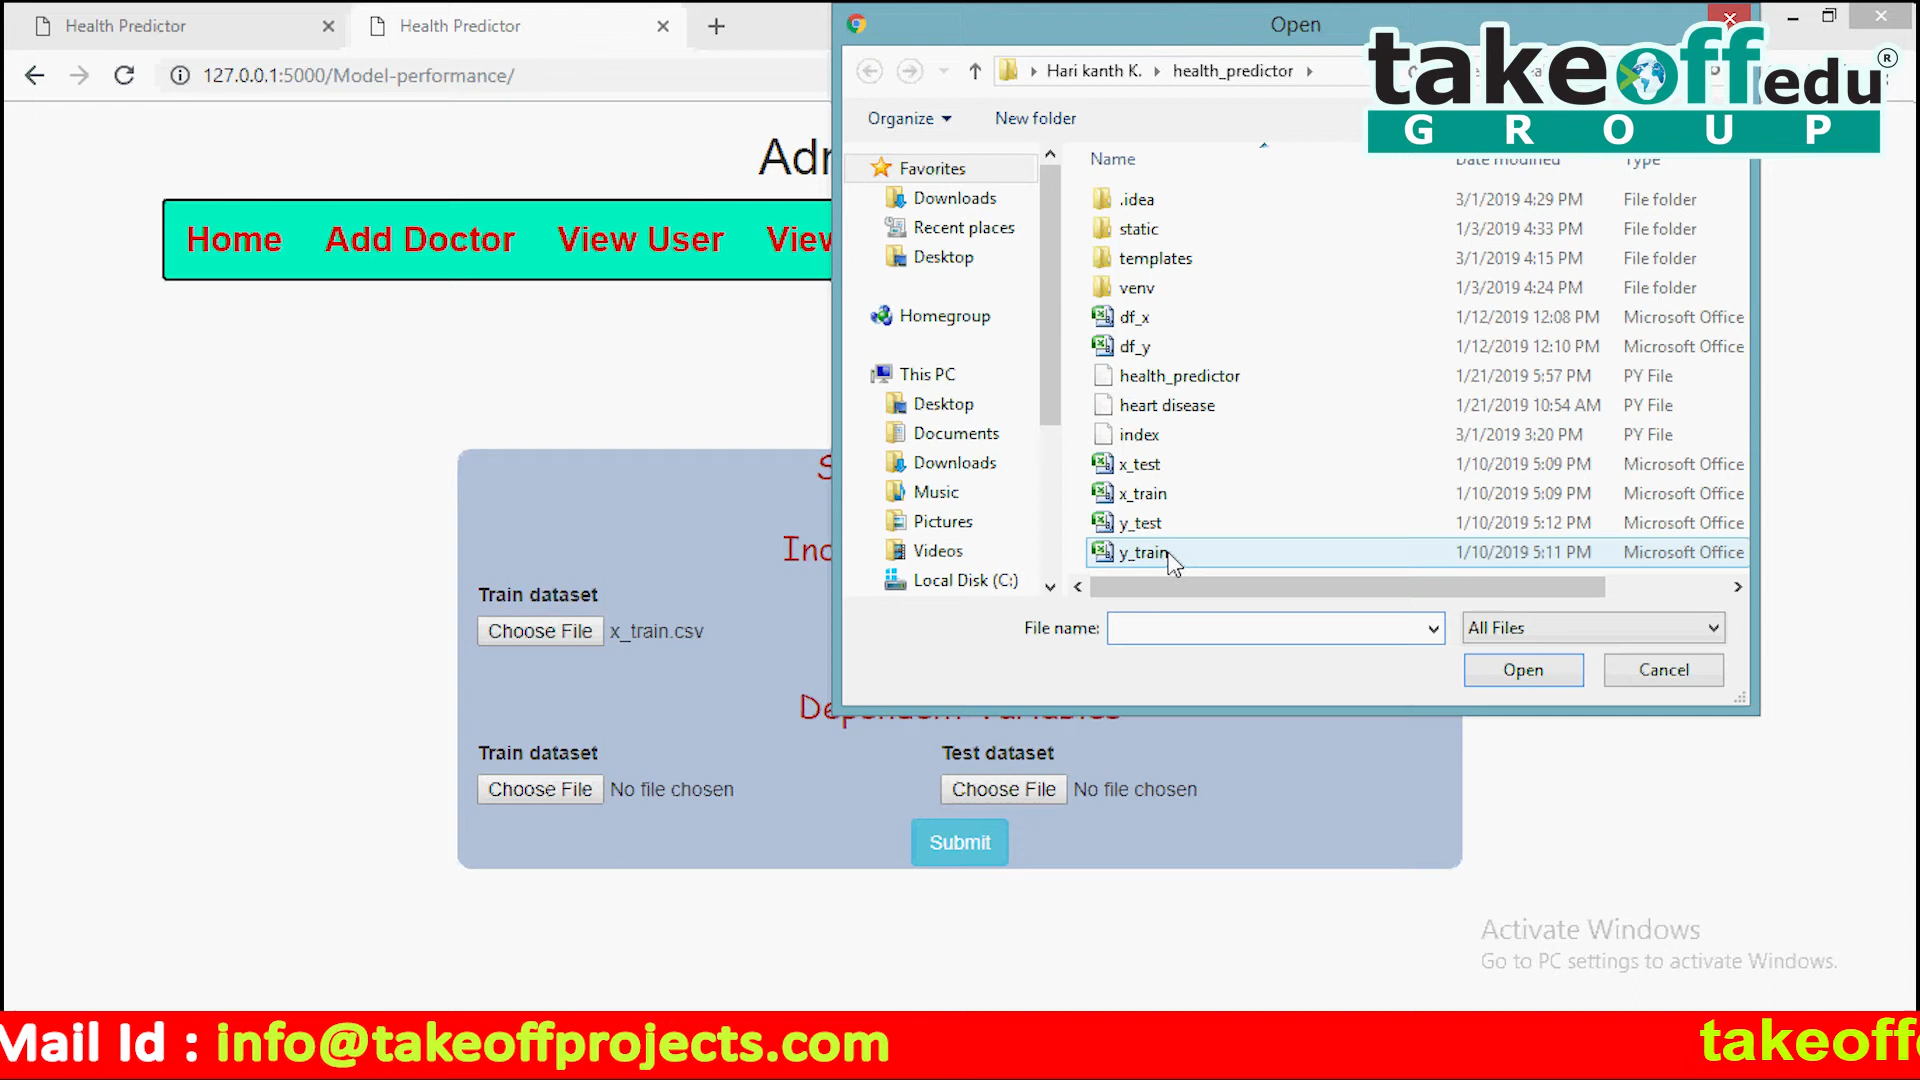 Health Predictor
Health Predictor
Open
127.0.0.1:5000/Model-performance/
Hari kanth K.
health_predictor
takeoffedu®
GROUP
Organize
New folder
Name
Date modified
Type
Favorites
Downloads
Recent places
Desktop
Homegroup
This PC
Desktop
Documents
Downloads
Music
Pictures
Videos
Local Disk (C:)
.idea 3/1/2019 4:29 PM File folder
static 1/3/2019 4:33 PM File folder
templates 3/1/2019 4:15 PM File folder
venv 1/3/2019 4:24 PM File folder
df_x 1/12/2019 12:08 PM Microsoft Office
df_y 1/12/2019 12:10 PM Microsoft Office
health_predictor 1/21/2019 5:57 PM PY File
heart disease 1/21/2019 10:54 AM PY File
index 3/1/2019 3:20 PM PY File
x_test 1/10/2019 5:09 PM Microsoft Office
x_train 1/10/2019 5:09 PM Microsoft Office
y_test 1/10/2019 5:12 PM Microsoft Office
y_train 1/10/2019 5:11 PM Microsoft Office
File name:
All Files
Open
Cancel
Home Add Doctor View User View
Train dataset
Choose File x_train.csv
Dependent Variables
Train dataset
Test dataset
Choose File No file chosen
Choose File No file chosen
Submit
Activate Windows
Go to PC settings to activate Windows.
Mail Id : info@takeoffprojects.com
takeoff